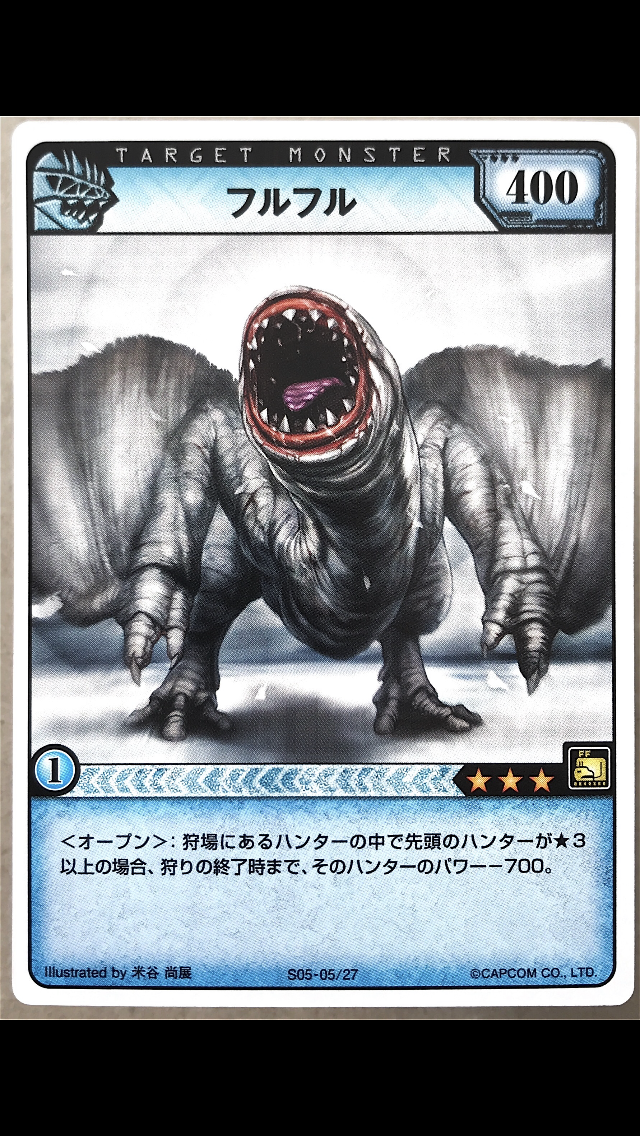 TARGET MONSTER
フルフル
400
1
FF
<オープン>:狩場にあるハンターの中で先頭のハンターが★3
以上の場合、狩りの終了時まで、そのハンターのパワー−700。
Illustrated by 米谷 尚展
S05-05/27
©CAPCOM CO., LTD.